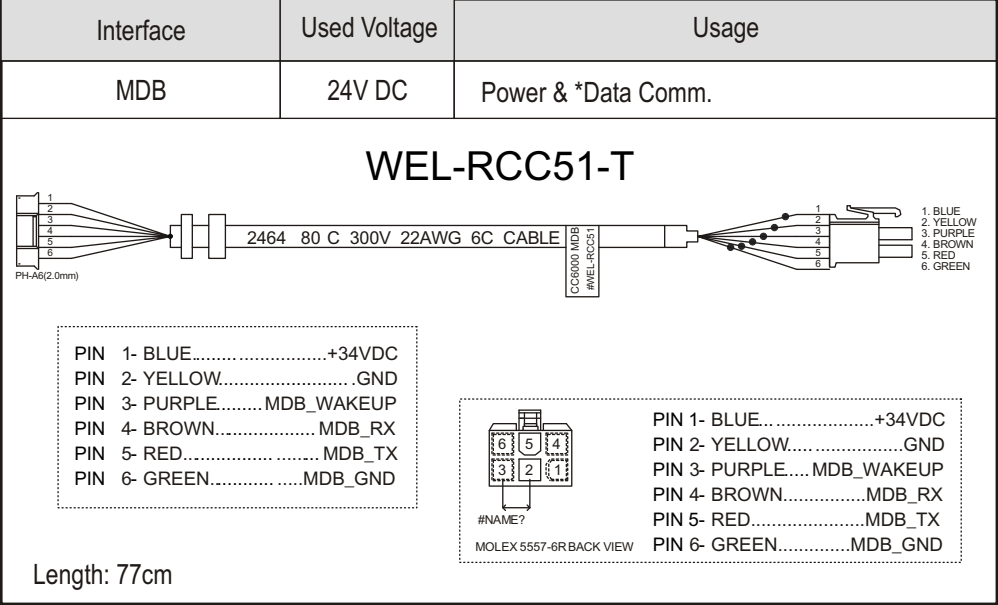 Interface Used Voltage Usage
MDB 24V DC Power & *Data Comm.
WEL-RCC51-T
1
2
3
4
5
6
PH-A6(2.0mm)
2464 80 C 300V 22AWG 6C CABLE
CC6000 MDB
#WEL-RCC51
1
2
3
4
5
6
1. BLUE
2. YELLOW
3. PURPLE
4. BROWN
5. RED
6. GREEN
PIN 1- BLUE.......................+34VDC
PIN 2- YELLOW........................GND
PIN 3- PURPLE.........MDB_WAKEUP
PIN 4- BROWN.................MDB_RX
PIN 5- RED........................MDB_TX
PIN 6- GREEN.................MDB_GND
6 5 4
3 2 1
#NAME?
MOLEX 5557-6R BACK VIEW
PIN 1- BLUE....................+34VDC
PIN 2- YELLOW......................GND
PIN 3- PURPLE.....MDB_WAKEUP
PIN 4- BROWN...............MDB_RX
PIN 5- RED.....................MDB_TX
PIN 6- GREEN.............MDB_GND
Length: 77cm